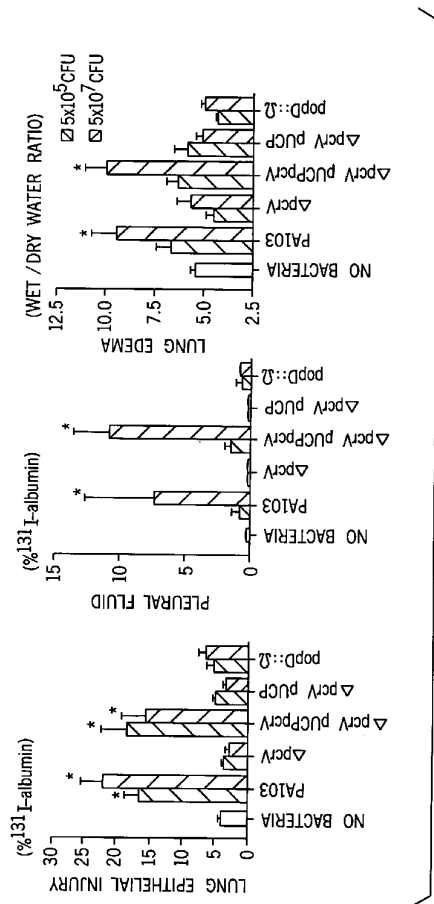 (%131I-albumin)
LUNG EPITHELIAL INJURY
30
25
20
15
10
5
0
*
*
*
*
NO BACTERIA
PA103
ΔpcrV
ΔpcrV pUCPpcrV
ΔpcrV pUCP
popD::Ω
(%131I-albumin)
PLEURAL FLUID
15
10
5
0
*
*
NO BACTERIA
PA103
ΔpcrV
ΔpcrV pUCPpcrV
ΔpcrV pUCP
popD::Ω
(WET/DRY WATER RATIO)
LUNG EDEMA
12.5
10.0
7.5
5.0
2.5
*
*
NO BACTERIA
PA103
ΔpcrV
ΔpcrV pUCPpcrV
ΔpcrV pUCP
popD::Ω
5x10^5CFU
5x10^7CFU